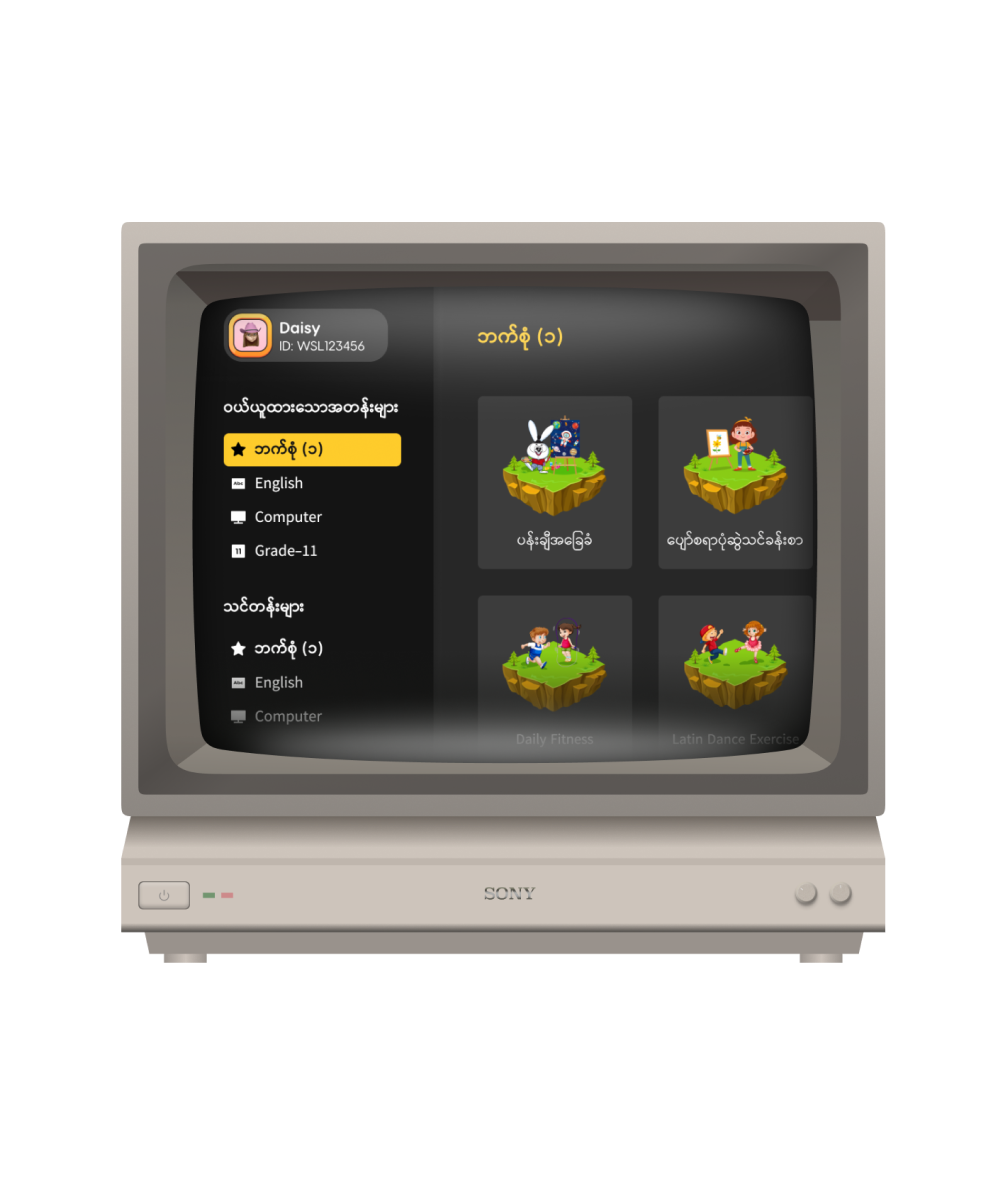 Daisy
ID: WSL123456
ဝယ်ယူထားသောအတန်းများ
ဘက်စုံ (၁)
Abc
English
Computer
11
Grade-11
သင်တန်းများ
ဘက်စုံ (၁)
Abc
English
Computer
ဘက်စုံ (၁)
ပန်းချီအခြေခံ
ပျော်စရာပုံဆွဲသင်ခန်းစာ
Daily Fitness
Latin Dance Exercise
SONY